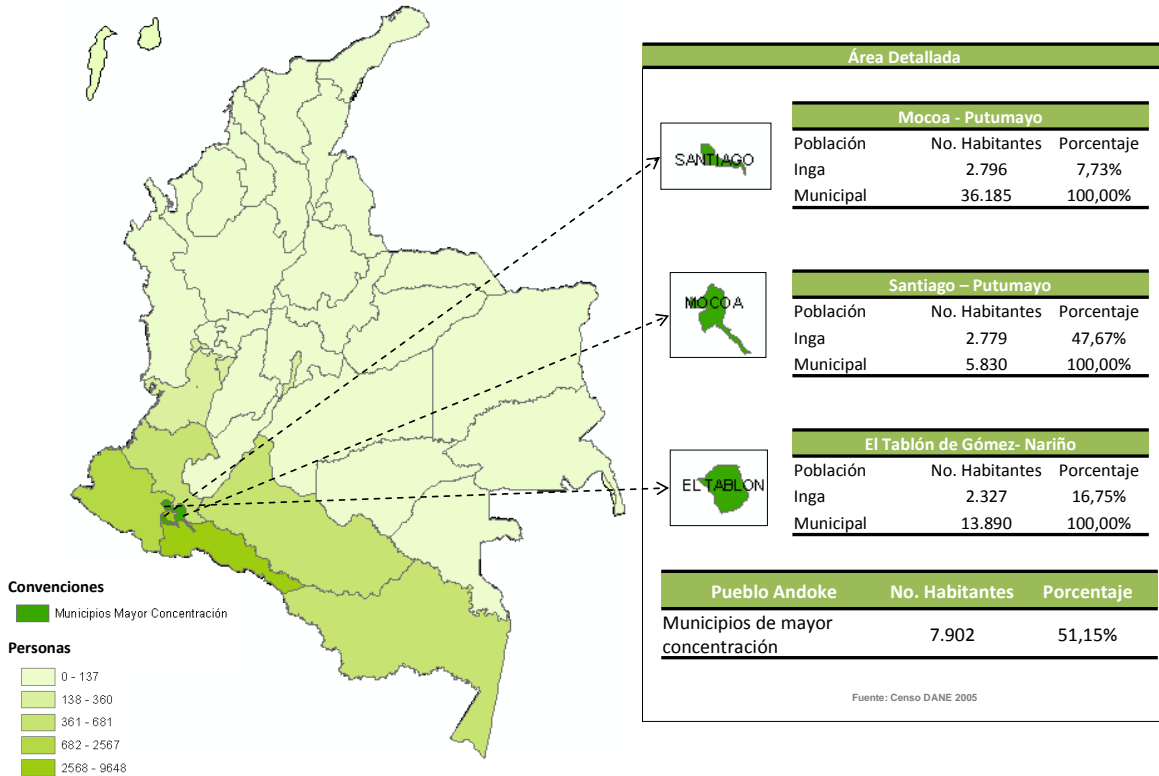 Área Detallada
SANTIAGO
Mocoa - Putumayo
Población No. Habitantes Porcentaje
Inga 2.796 7,73%
Municipal 36.185 100,00%
MOCOA
Santiago – Putumayo
Población No. Habitantes Porcentaje
Inga 2.779 47,67%
Municipal 5.830 100,00%
EL TABLON
El Tablón de Gómez- Nariño
Población No. Habitantes Porcentaje
Inga 2.327 16,75%
Municipal 13.890 100,00%
Pueblo Andoke No. Habitantes Porcentaje
Municipios de mayor
concentración 7.902 51,15%
Fuente: Censo DANE 2005
Convenciones
Municipios Mayor Concentración
Personas
0 - 137
138 - 360
361 - 681
682 - 2567
2568 - 9648